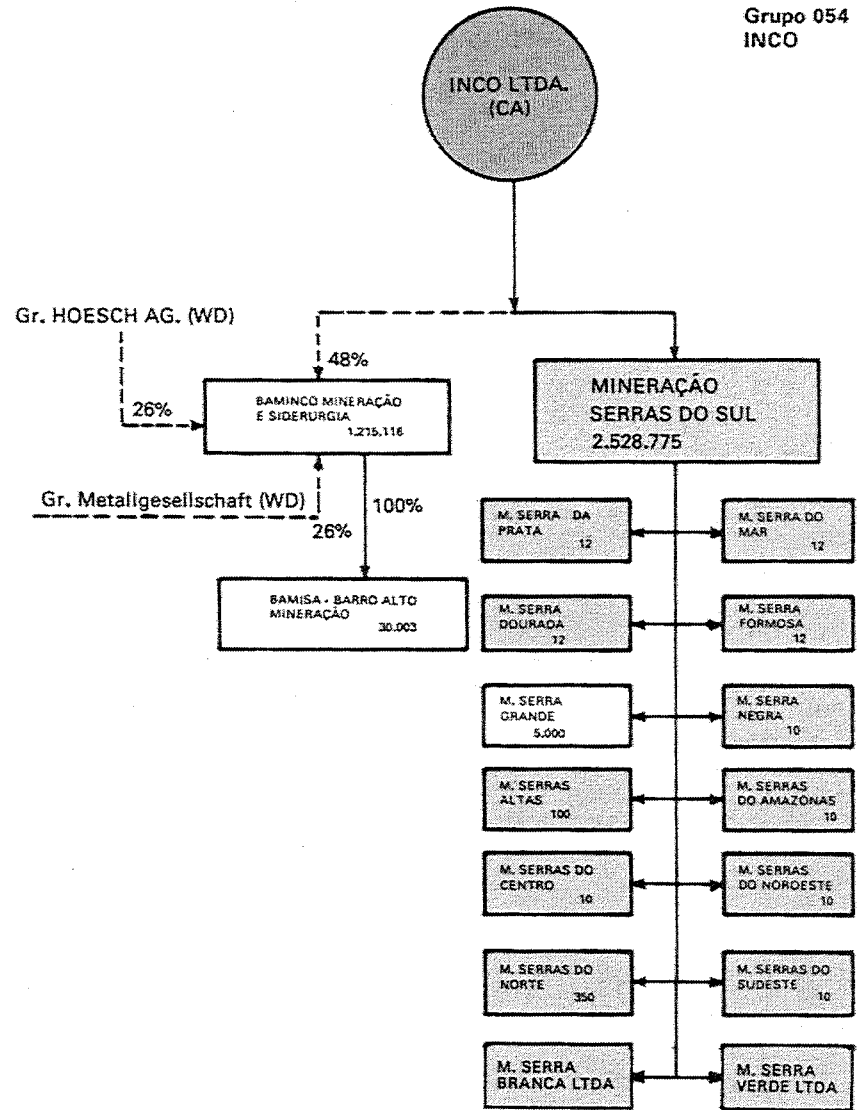 Grupo 054
INCO
INCO LTDA.
(CA)
Gr. HOESCH AG. (WD)
48%
26%
BAMINCO MINERAÇÃO
E SIDERURGIA
1.215.116
MINERAÇÃO
SERRAS DO SUL
2.528.775
Gr. Metallgesellschaft (WD)
26%
100%
BAMISA - BARRO ALTO
MINERAÇÃO
30.003
M. SERRA DA
PRATA
12
M. SERRA DO
MAR
12
M. SERRA
DOURADA
12
M. SERRA
FORMOSA
12
M. SERRA
GRANDE
5.000
M. SERRA
NEGRA
10
M. SERRAS
ALTAS
100
M. SERRAS
DO AMAZONAS
10
M. SERRAS DO
CENTRO
10
M. SERRAS
DO NOROESTE
10
M. SERRAS DO
NORTE
350
M. SERRAS DO
SUDESTE
10
M. SERRA
BRANCA LTDA
M. SERRA
VERDE LTDA